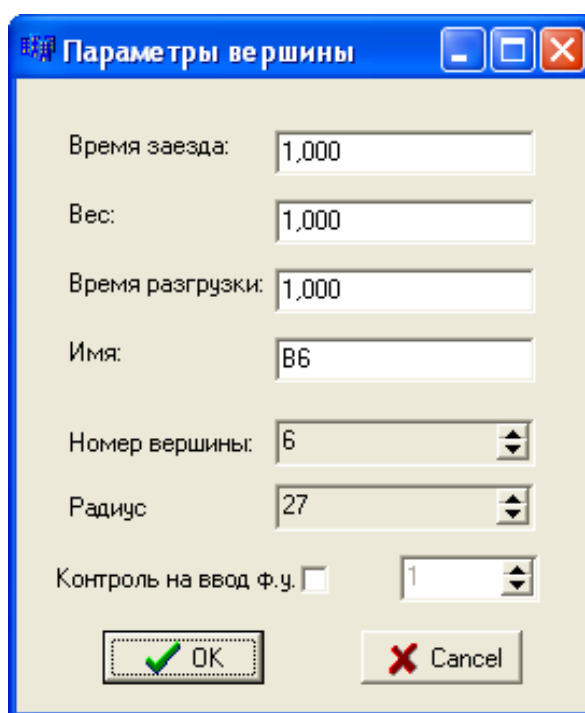 Параметры вершины
Время заезда: 1,000
Вес: 1,000
Время разгрузки: 1,000
Имя: В6
Номер вершины: 6
Радиус 27
Контроль на ввод ф.у. 1
OK Cancel